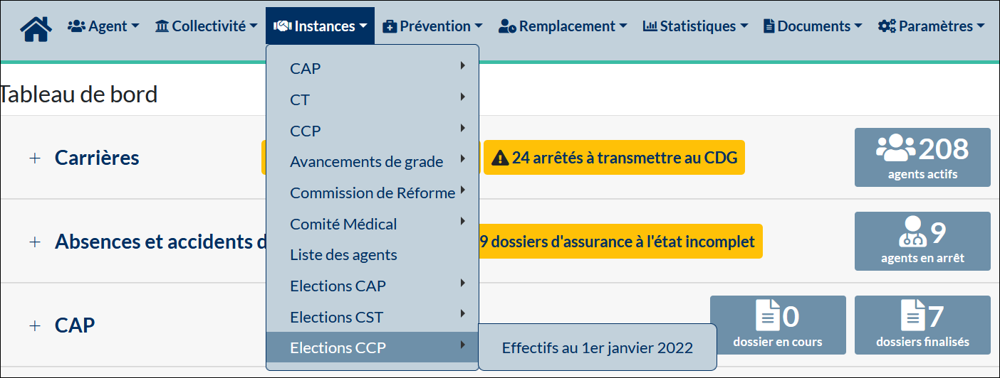 Agent
Collectivité
Instances
Prévention
Remplacement
Statistiques
Documents
Paramètres
CAP
CT
CCP
Avancements de grade
Commission de Réforme
Comité Médical
Liste des agents
Elections CAP
Elections CST
Elections CCP
Effectifs au 1er janvier 2022
Tableau de bord
+ Carrières
24 arrêtés à transmettre au CDG
208
agents actifs
+ Absences et accidents d
9 dossiers d'assurance à l'état incomplet
9
agents en arrêt
+ CAP
0
dossier en cours
7
dossiers finalisés